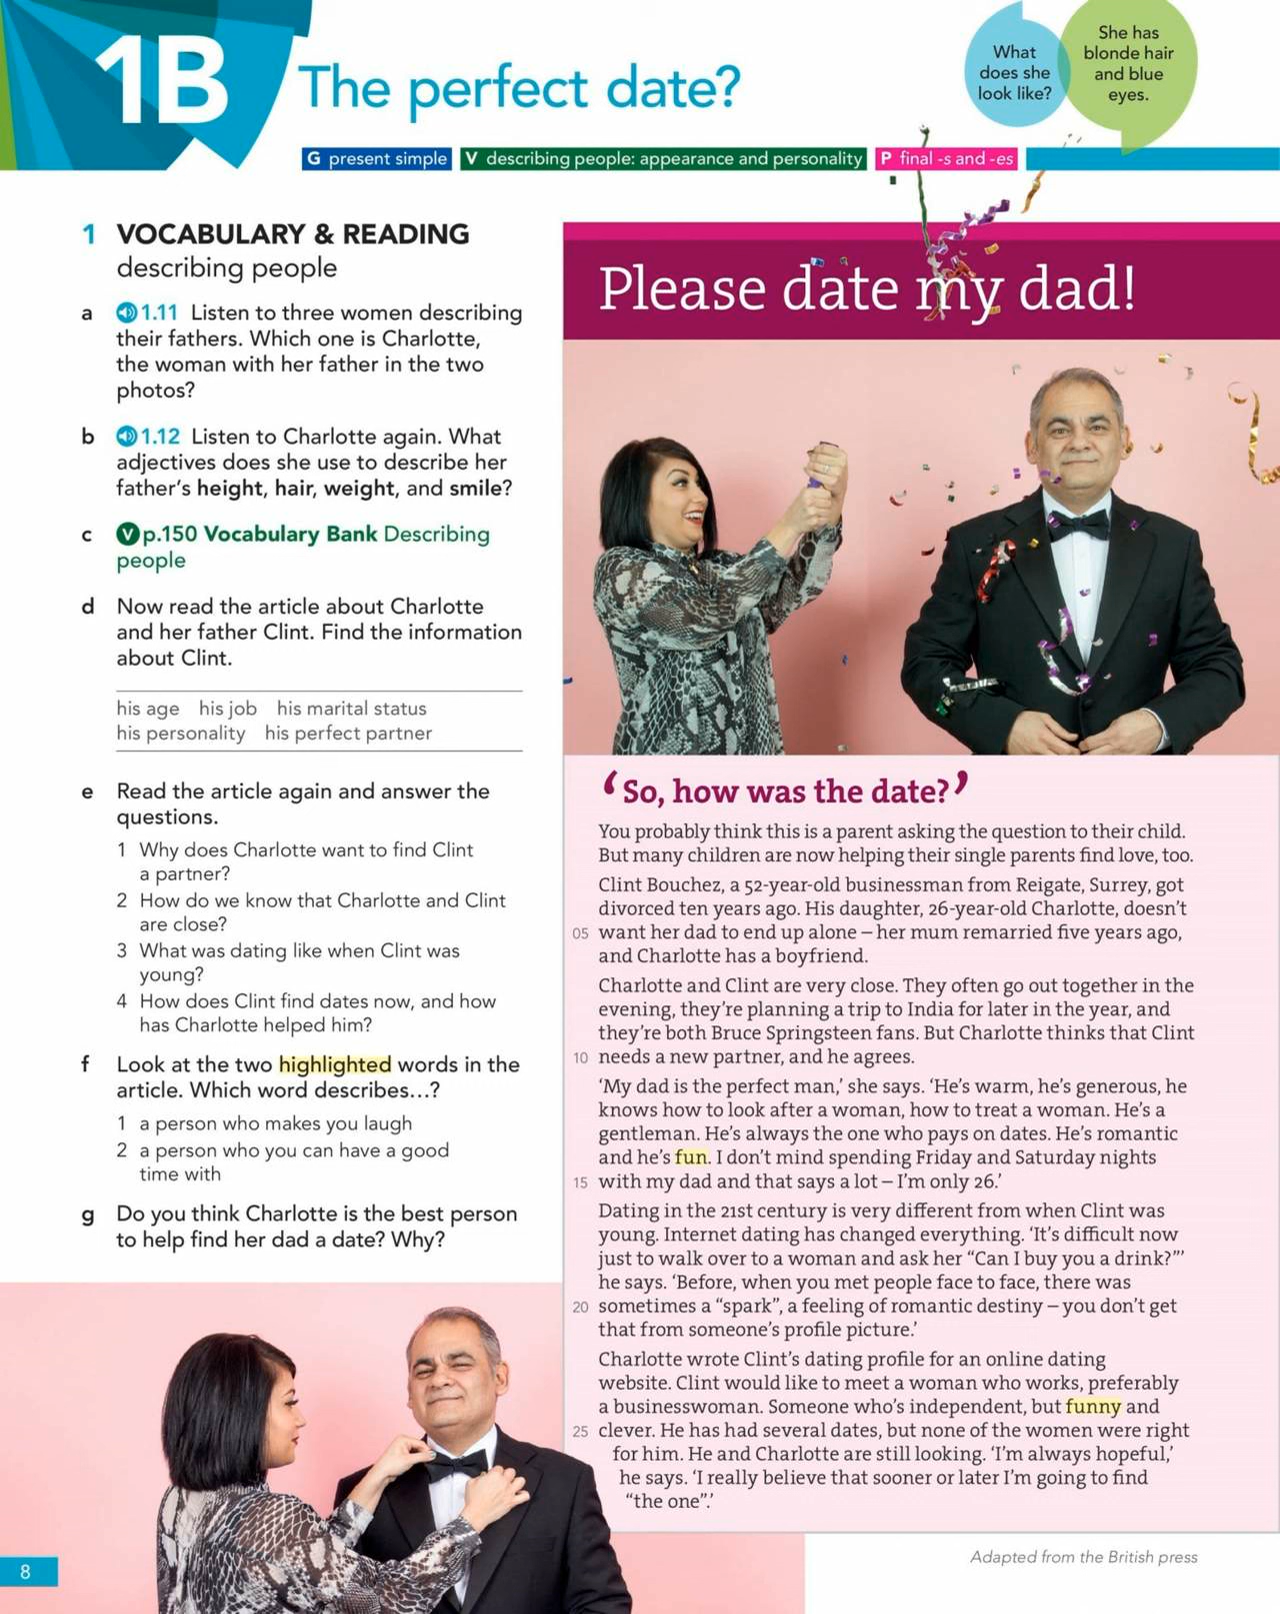 1B
The perfect date?
What
does she
look like?
She has
blonde hair
and blue
eyes.
G present simple V describing people: appearance and personality P final -s and -es
1 VOCABULARY & READING
describing people
a 1.11 Listen to three women describing
their fathers. Which one is Charlotte,
the woman with her father in the two
photos?
b 1.12 Listen to Charlotte again. What
adjectives does she use to describe her
father's height, hair, weight, and smile?
c V p.150 Vocabulary Bank Describing
people
d Now read the article about Charlotte
and her father Clint. Find the information
about Clint.
his age his job his marital status
his personality his perfect partner
e Read the article again and answer the
questions.
1 Why does Charlotte want to find Clint
a partner?
2 How do we know that Charlotte and Clint
are close?
3 What was dating like when Clint was
young?
4 How does Clint find dates now, and how
has Charlotte helped him?
f Look at the two highlighted words in the
article. Which word describes...?
1 a person who makes you laugh
2 a person who you can have a good
time with
g Do you think Charlotte is the best person
to help find her dad a date? Why?
Please date my dad!
‘So, how was the date?’
You probably think this is a parent asking the question to their child.
But many children are now helping their single parents find love, too.
Clint Bouchez, a 52-year-old businessman from Reigate, Surrey, got
divorced ten years ago. His daughter, 26-year-old Charlotte, doesn't
05 want her dad to end up alone – her mum remarried five years ago,
and Charlotte has a boyfriend.
Charlotte and Clint are very close. They often go out together in the
evening, they're planning a trip to India for later in the year, and
they're both Bruce Springsteen fans. But Charlotte thinks that Clint
10 needs a new partner, and he agrees.
‘My dad is the perfect man,’ she says. ‘He's warm, he's generous, he
knows how to look after a woman, how to treat a woman. He's a
gentleman. He's always the one who pays on dates. He's romantic
and he's fun. I don't mind spending Friday and Saturday nights
15 with my dad and that says a lot – I'm only 26.’
Dating in the 21st century is very different from when Clint was
young. Internet dating has changed everything. ‘It's difficult now
just to walk over to a woman and ask her “Can I buy you a drink?”’
he says. ‘Before, when you met people face to face, there was
20 sometimes a “spark”, a feeling of romantic destiny – you don't get
that from someone's profile picture.’
Charlotte wrote Clint's dating profile for an online dating
website. Clint would like to meet a woman who works, preferably
a businesswoman. Someone who's independent, but funny and
25 clever. He has had several dates, but none of the women were right
for him. He and Charlotte are still looking. ‘I'm always hopeful,’
he says. ‘I really believe that sooner or later I'm going to find
“the one”.’
Adapted from the British press
8